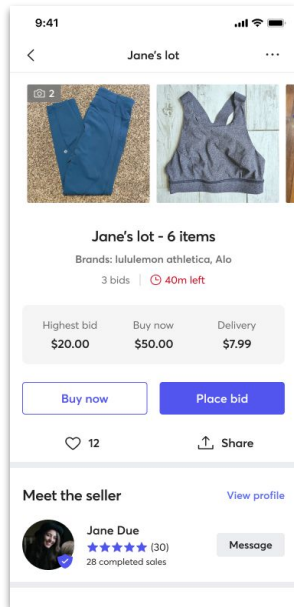 9:41
Jane's lot
2
Jane's lot - 6 items
Brands: lululemon athletica, Alo
3 bids
40m left
Highest bid Buy now Delivery
$20.00 $50.00 $7.99
Buy now Place bid
12 Share
Meet the seller View profile
Jane Due
(30)
Message
28 completed sales